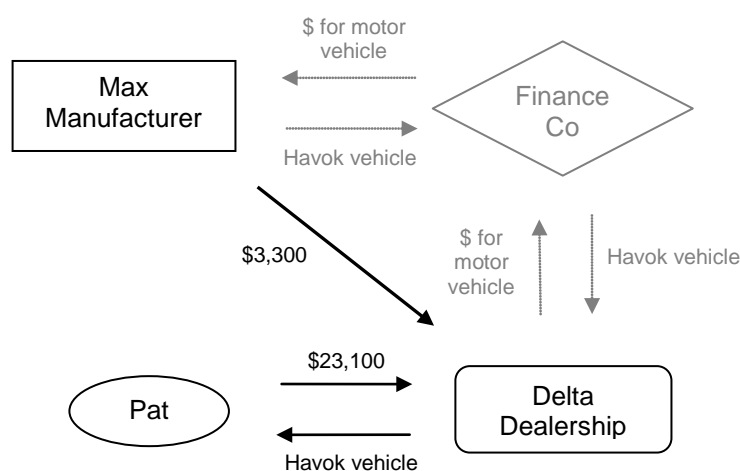 $ for motor
vehicle
Max
Manufacturer
Finance
Co
Havok vehicle
$3,300
$ for
motor
vehicle
Havok vehicle
$23,100
Pat
Delta
Dealership
Havok vehicle